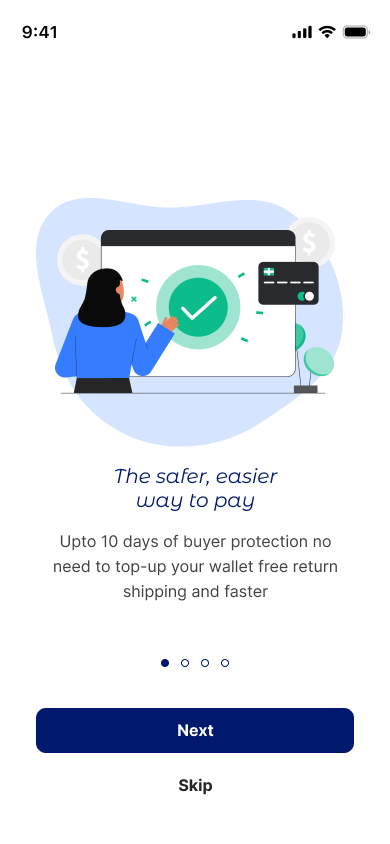 9:41
$
$
The safer, easier
way to pay
Upto 10 days of buyer protection no
need to top-up your wallet free return
shipping and faster
Next
Skip